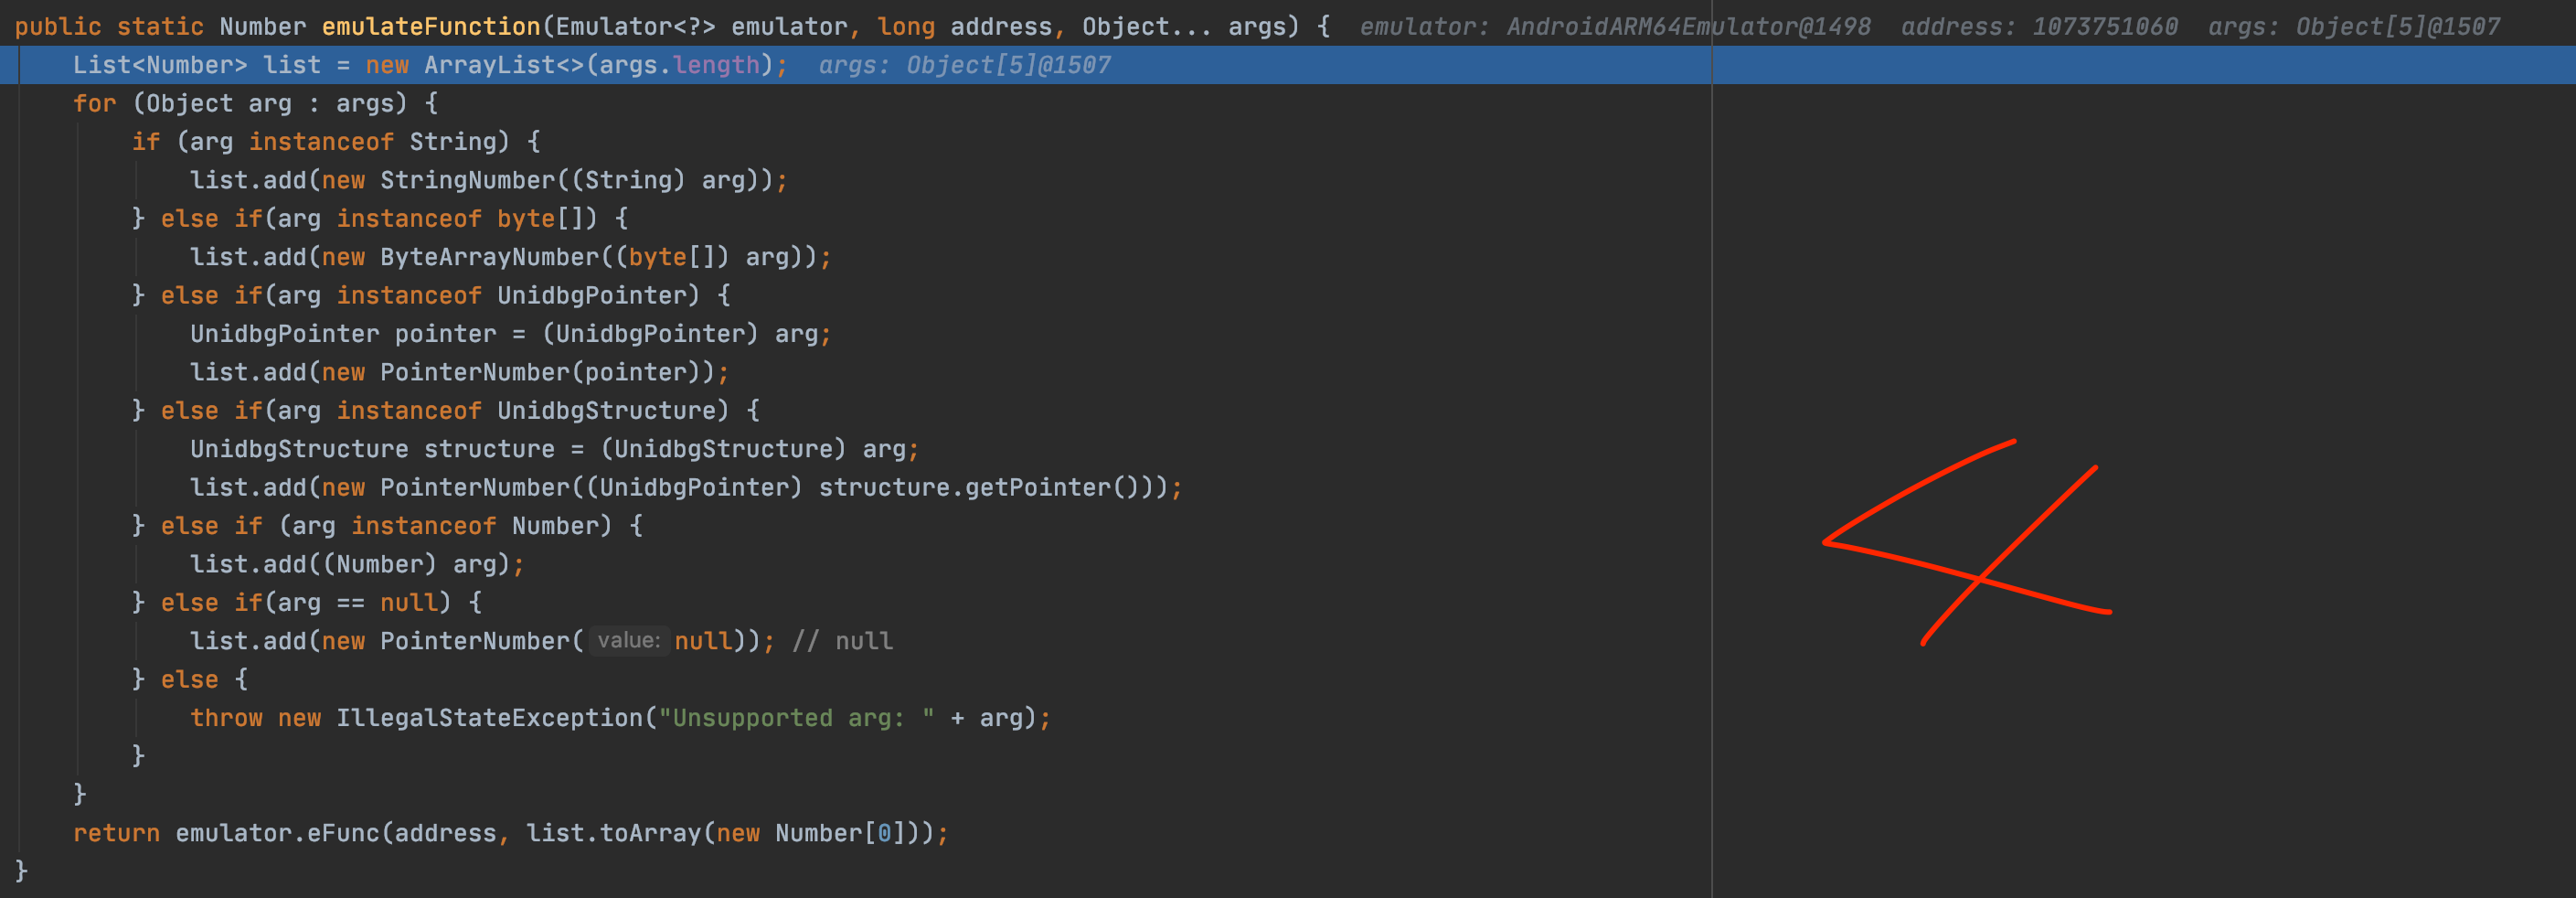 public static Number emulateFunction(Emulator<?> emulator, long address, Object... args) {  emulator: AndroidARM64Emulator@1498  address: 1073751060  args: Object[5]@1507
    List<Number> list = new ArrayList<>(args.length);  args: Object[5]@1507
    for (Object arg : args) {
        if (arg instanceof String) {
            list.add(new StringNumber((String) arg));
        } else if(arg instanceof byte[]) {
            list.add(new ByteArrayNumber((byte[]) arg));
        } else if(arg instanceof UnidbgPointer) {
            UnidbgPointer pointer = (UnidbgPointer) arg;
            list.add(new PointerNumber(pointer));
        } else if(arg instanceof UnidbgStructure) {
            UnidbgStructure structure = (UnidbgStructure) arg;
            list.add(new PointerNumber((UnidbgPointer) structure.getPointer()));
        } else if (arg instanceof Number) {
            list.add((Number) arg);
        } else if(arg == null) {
            list.add(new PointerNumber( value: null)); // null
        } else {
            throw new IllegalStateException("Unsupported arg: " + arg);
        }
    }
    return emulator.eFunc(address, list.toArray(new Number[0]));
}
4